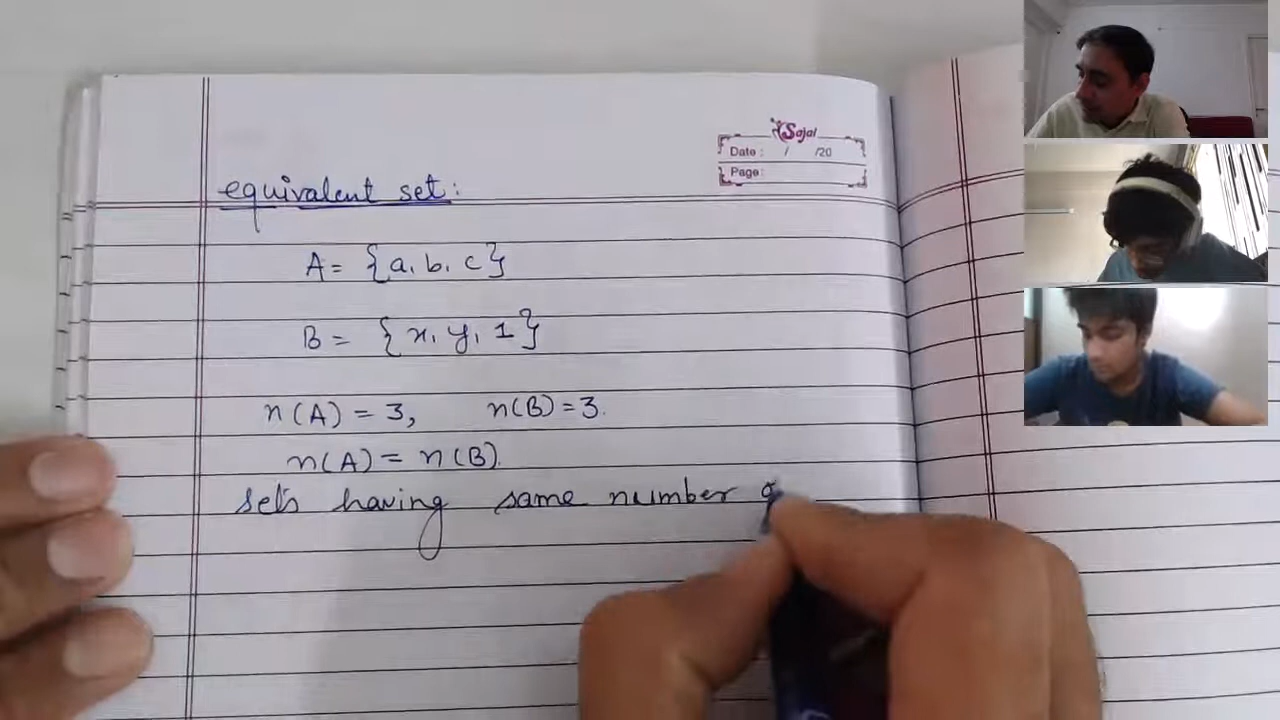 Sajal
Date : / /20
Page:
equivalent set:
A = {a, b, c}
B = {x, y, 1}
n(A) = 3, n(B) = 3.
n(A) = n(B).
sets having same number